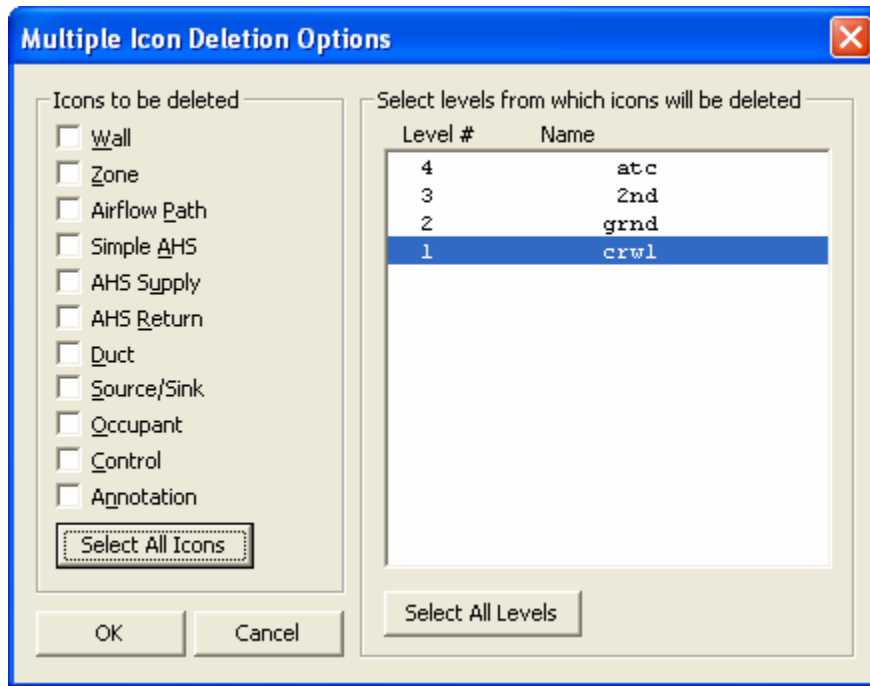 Multiple Icon Deletion Options
Icons to be deleted
Wall
Zone
Airflow Path
Simple AHS
AHS Supply
AHS Return
Duct
Source/Sink
Occupant
Control
Annotation
Select All Icons
OK Cancel
Select levels from which icons will be deleted
Level # Name
4 atc
3 2nd
2 grnd
1 crwl
Select All Levels